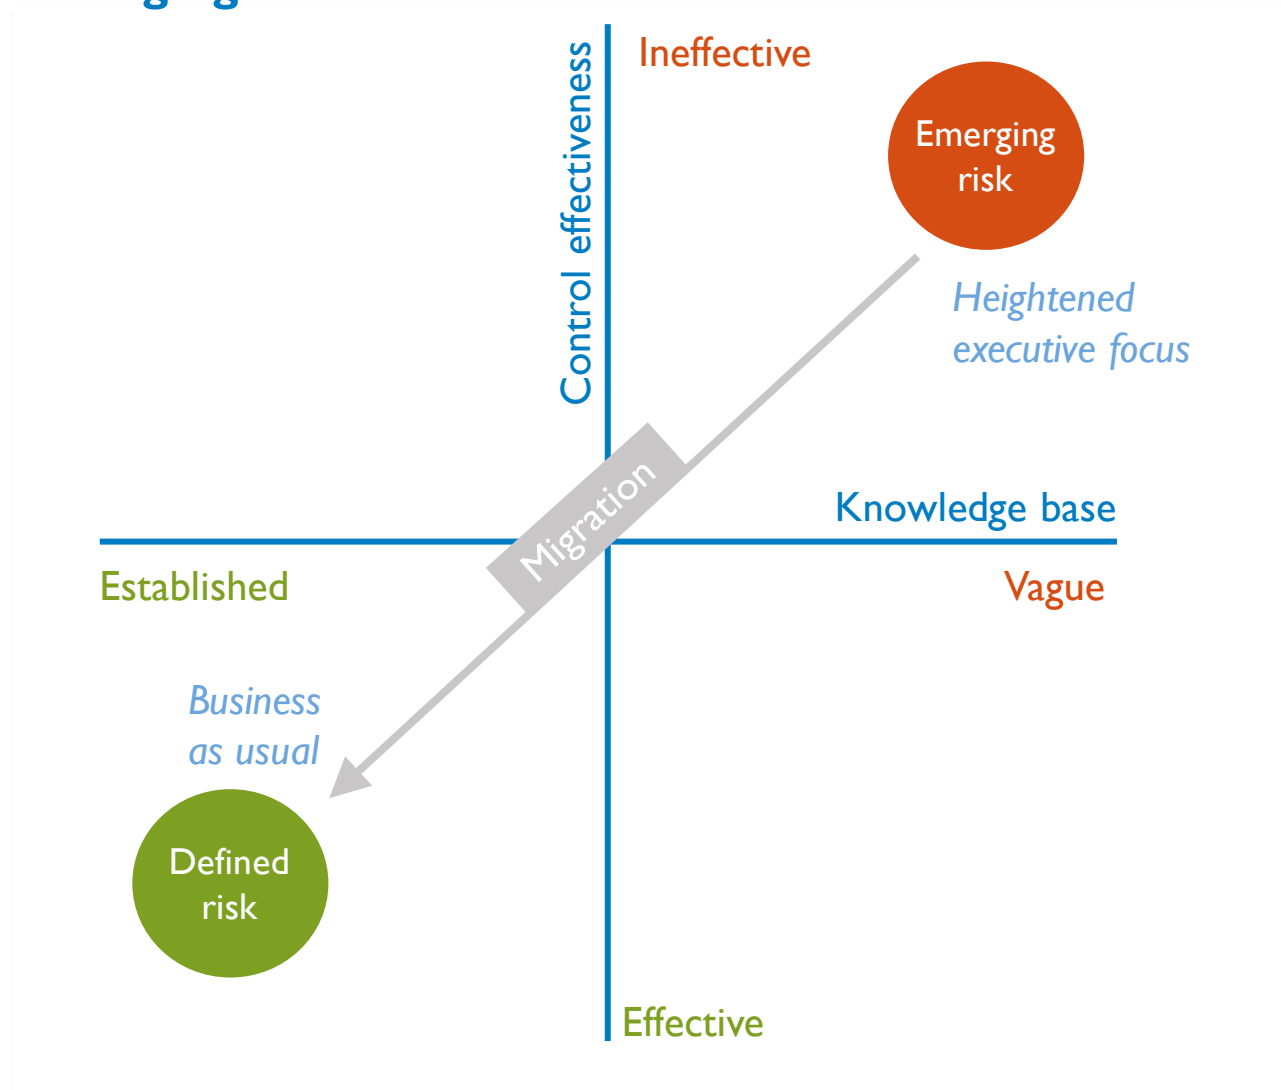 Control effectiveness
Ineffective
Emerging
risk
Heightened
executive focus
Migration
Knowledge base
Established
Vague
Business
as usual
Defined
risk
Effective